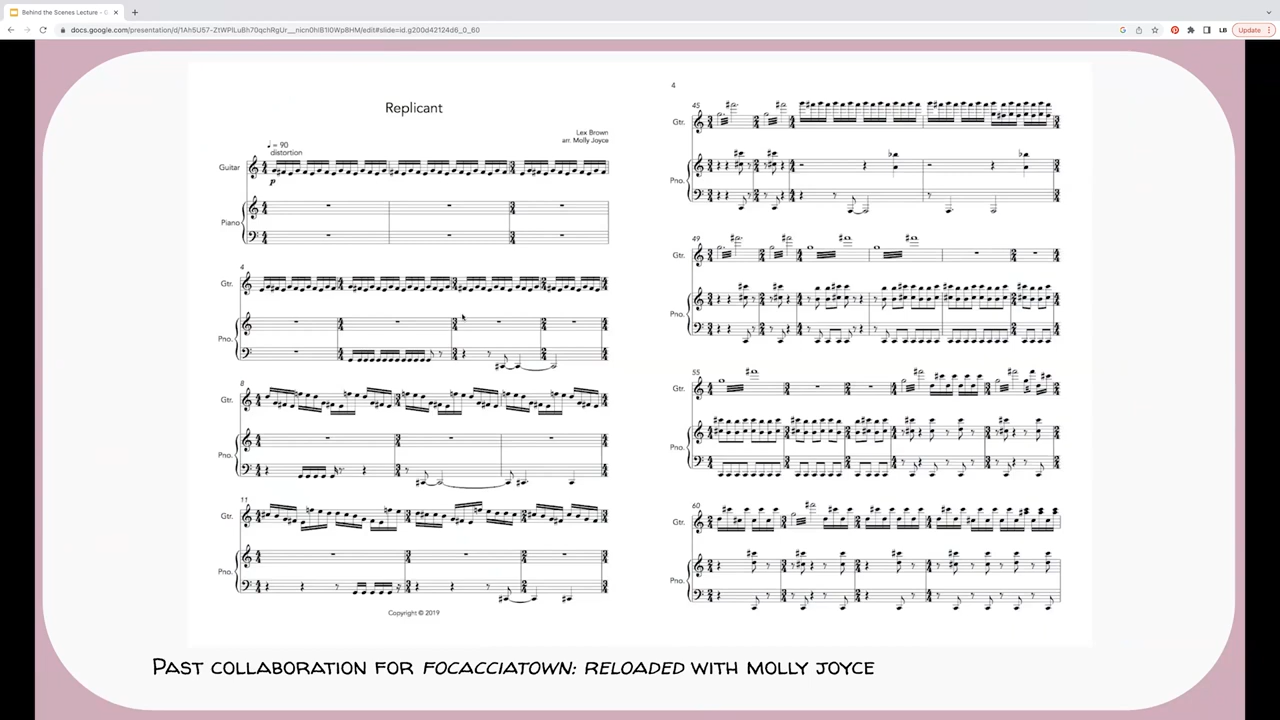 Behind the Scenes Lecture - G
docs.google.com/presentation/d/1Ah5U57-ZtWPlLuBh70qchRgUr__nicn0hIB1I0Wp8HM/edit#slide=id.g200d42124d6_0_60
LB
Update
Replicant
Lex Brown
arr. Molly Joyce
= 90
distortion
Guitar
p
Piano
4
Gtr.
Pno.
8
Gtr.
Pno.
11
Gtr.
Pno.
Copyright © 2019
4
45
Gtr.
Pno.
49
Gtr.
Pno.
55
Gtr.
Pno.
60
Gtr.
Pno.
PAST COLLABORATION FOR FOCACCIATOWN: RELOADED WITH MOLLY JOYCE